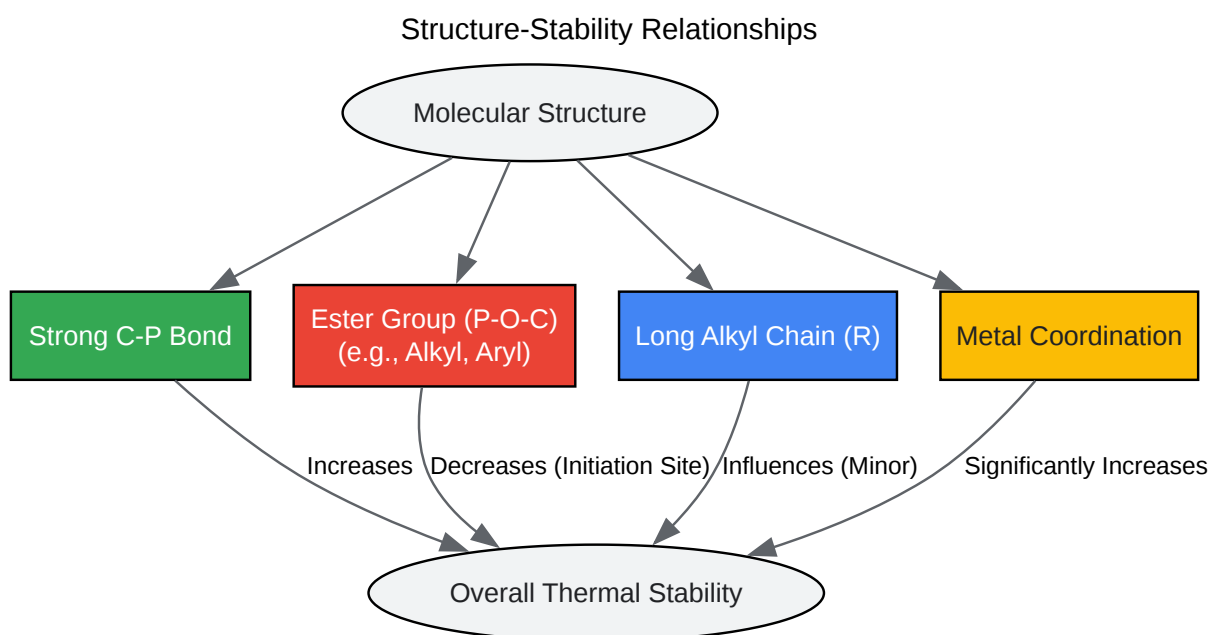 Structure-Stability Relationships
Molecular Structure
Strong C-P Bond
Ester Group (P-O-C)
(e.g., Alkyl, Aryl)
Long Alkyl Chain (R)
Metal Coordination
Increases
Decreases (Initiation Site)
Influences (Minor)
Significantly Increases
Overall Thermal Stability